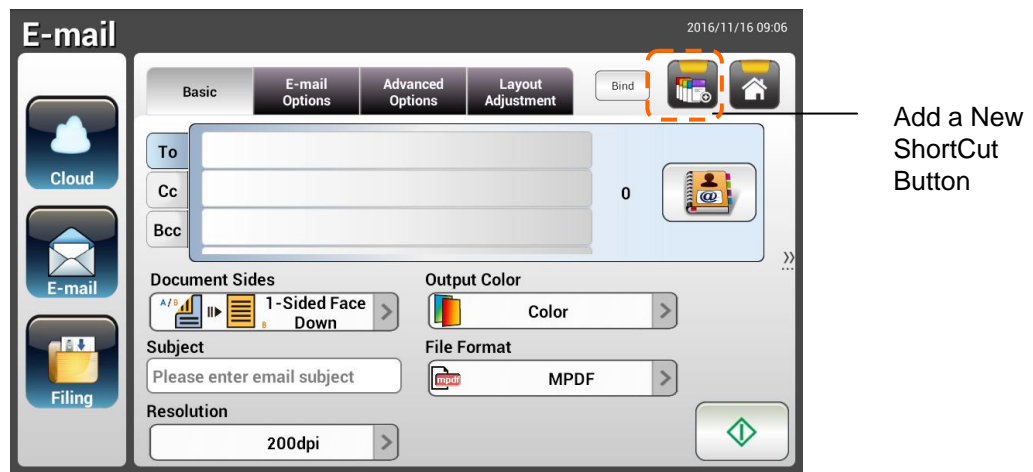 E-mail
2016/11/16 09:06
Basic
E-mail
Options
Advanced
Options
Layout
Adjustment
Bind
Add a New
ShortCut
Button
Cloud
E-mail
Filing
To
Cc
Bcc
0
@
Document Sides
A/B
B
1-Sided Face
Down
Output Color
Color
Subject
Please enter email subject
File Format
mpdf
MPDF
Resolution
200dpi